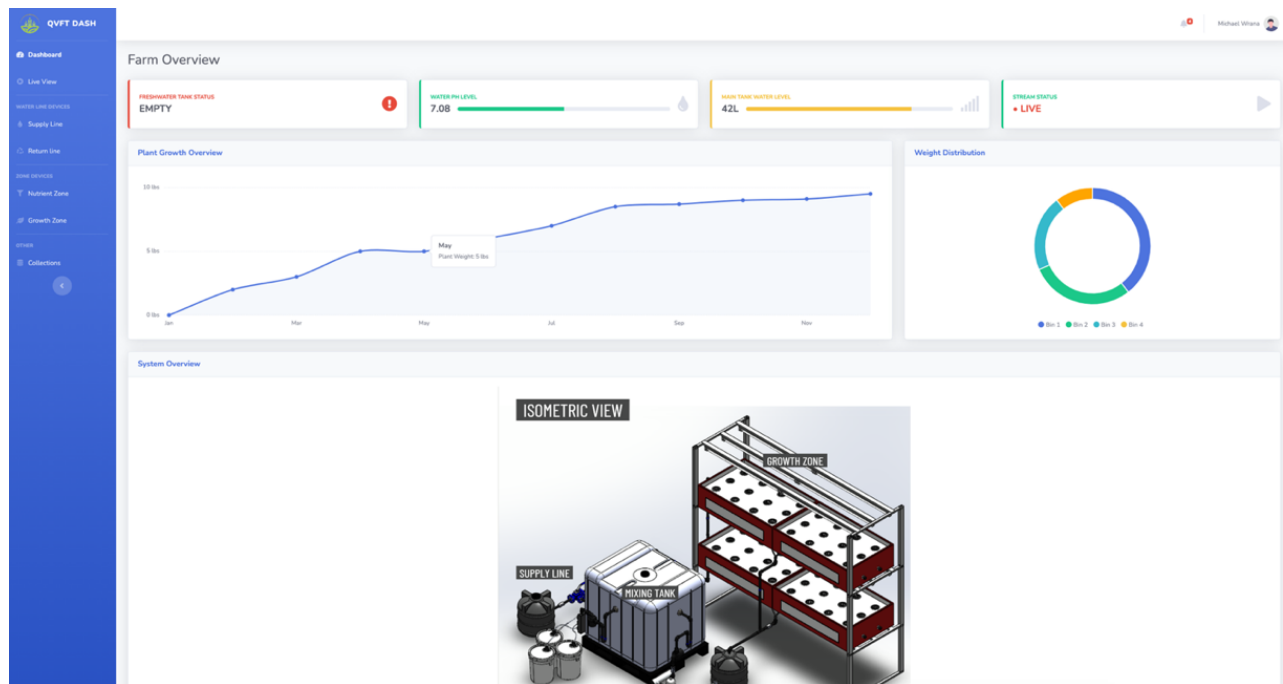 QVFT DASH
Michael Wrana
Dashboard
Live View
WATER LINE DEVICES
Supply Line
Return line
ZONE DEVICES
Nutrient Zone
Growth Zone
OTHER
Collections
Farm Overview
FRESHWATER TANK STATUS
EMPTY
WATER PH LEVEL
7.08
MAIN TANK WATER LEVEL
42L
STREAM STATUS
• LIVE
Plant Growth Overview
10 lbs
5 lbs
0 lbs
May
Plant Weight: 5 lbs
Jan Mar May Jul Sep Nov
Weight Distribution
Bin 1 Bin 2 Bin 3 Bin 4
System Overview
ISOMETRIC VIEW
GROWTH ZONE
SUPPLY LINE
MIXING TANK